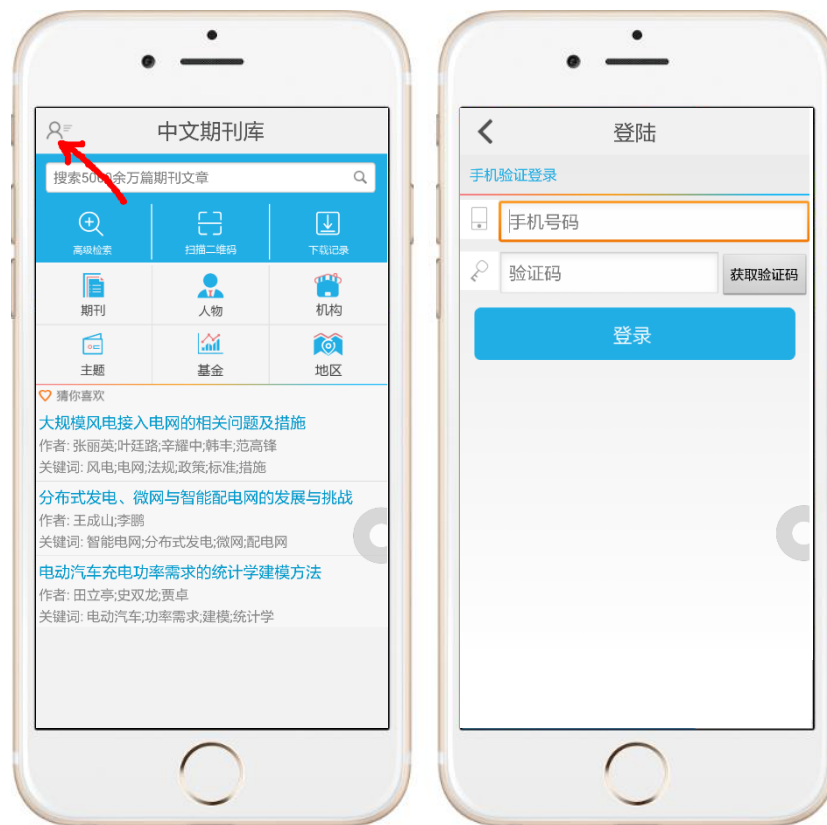 中文期刊库
搜索5000余万篇期刊文章
高级检索 扫描二维码 下载记录
期刊 人物 机构
主题 基金 地区
猜你喜欢
大规模风电接入电网的相关问题及措施
作者: 张丽英;叶廷路;辛耀中;韩丰;范高锋
关键词: 风电;电网;法规;政策;标准;措施
分布式发电、微网与智能配电网的发展与挑战
作者: 王成山;李鹏
关键词: 智能电网;分布式发电;微网;配电网
电动汽车充电功率需求的统计学建模方法
作者: 田立亭;史双龙;贾卓
关键词: 电动汽车;功率需求;建模;统计学
登陆
手机验证登录
手机号码
验证码 获取验证码
登录